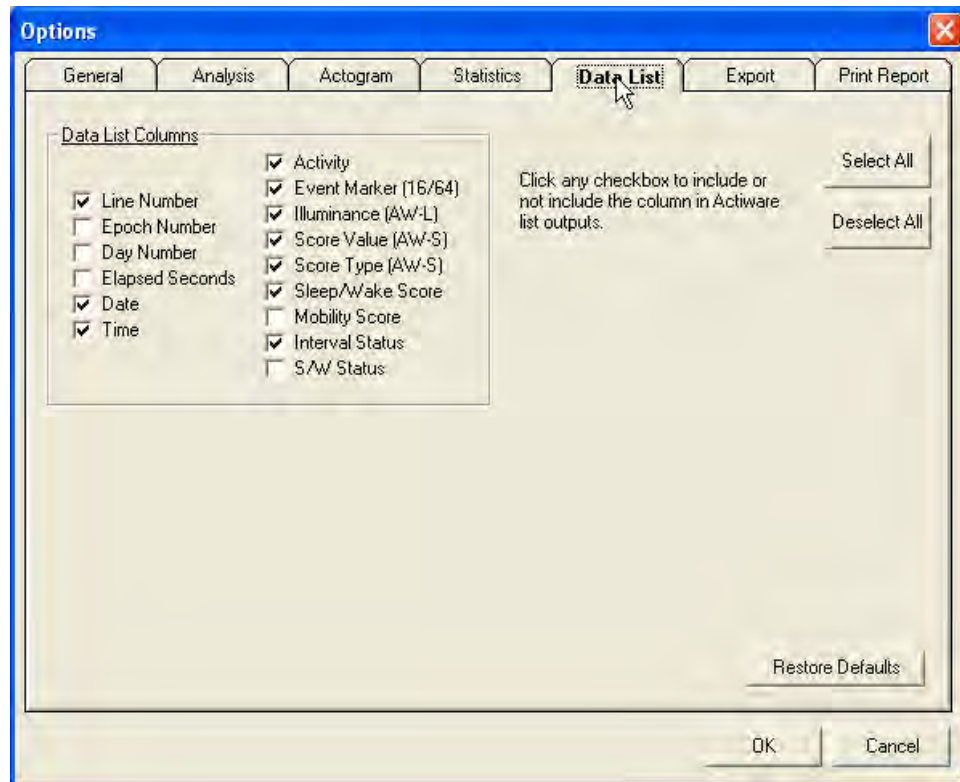 Options
General
Analysis
Actogram
Statistics
Data List
Export
Print Report
Data List Columns
Line Number
Epoch Number
Day Number
Elapsed Seconds
Date
Time
Activity
Event Marker (16/64)
Illuminance (AW-L)
Score Value (AW-S)
Score Type (AW-S)
Sleep/Wake Score
Mobility Score
Interval Status
S/W Status
Click any checkbox to include or
not include the column in Actiware
list outputs.
Select All
Deselect All
Restore Defaults
OK
Cancel